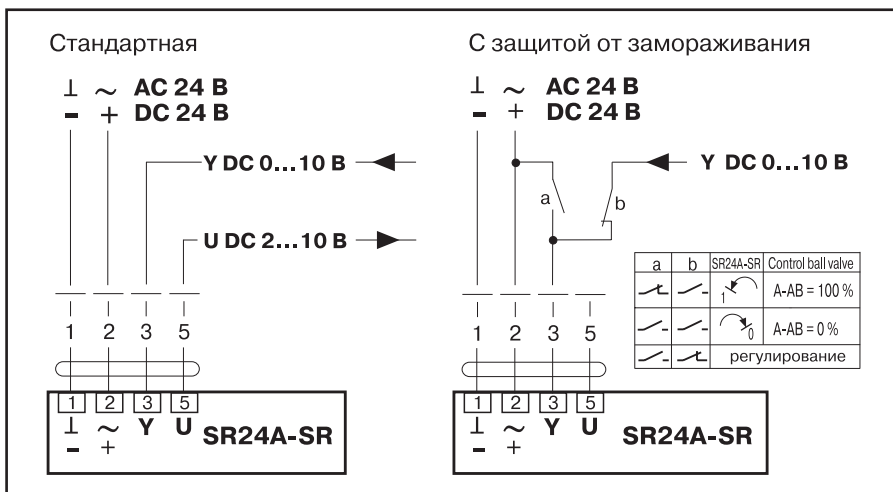 Стандартная
⊥ ~ AC 24 В
- + DC 24 В
Y DC 0...10 В
U DC 2...10 В
1 2 3 5
1 2 3 5
⊥ ~ Y U SR24A-SR
- +
С защитой от замораживания
⊥ ~ AC 24 В
- + DC 24 В
Y DC 0...10 В
a b
a b SR24A-SR Control ball valve
1 A-AB = 100 %
0 A-AB = 0 %
регулирование
1 2 3 5
1 2 3 5
⊥ ~ Y U SR24A-SR
- +